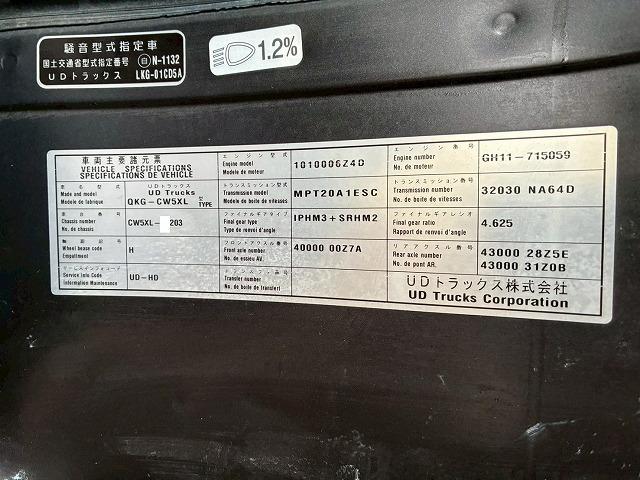 騒音型式指定車
国土交通省型式指定番号 自 N-1132
UDトラックス LKG-01CD5A
1.2%
車両主要諸元票
VEHICLE SPECIFICATIONS
SPECIFICATIONS DE VEHICLE
エンジン型式
Engine model
Modele de moteur
1010006Z4D
エンジン番号
Engine number
No. de moteur
GH11-715059
車名型式
Made and model
Modele de fabrique
UDトラックス
UD Trucks
QKG-CW5XL
型
TYPE
トランスミッション型式
Transmission model
Modele de boite de vitesses
MPT20A1ESC
トランスミッション番号
Transmission number
No. de boite de vitesses
32030 NA64D
車台番号
Chassis number
No. de chassis
CW5XL- 203
ファイナルギアタイプ
Final gear type
Type de renvoi d'angle
IPHM3+SRHM2
ファイナルギアレシオ
Final gear ratio
Rapport de renvoi d'angle
4.625
軸距記号
Wheel bease code
Empattment
H
フロントアクスル番号
Front axle number
No. de essieu AV.
40000 00Z7A
リアアクスル番号
Rear axle number
No. de pont AR.
43000 28Z5E
43000 31Z0B
サービスインフォコード
Service info Code
Information Maintenance
UD-HD
トランスファ番号
Transfer number
No. de boite de transfert
UDトラックス株式会社
UD Trucks Corporation